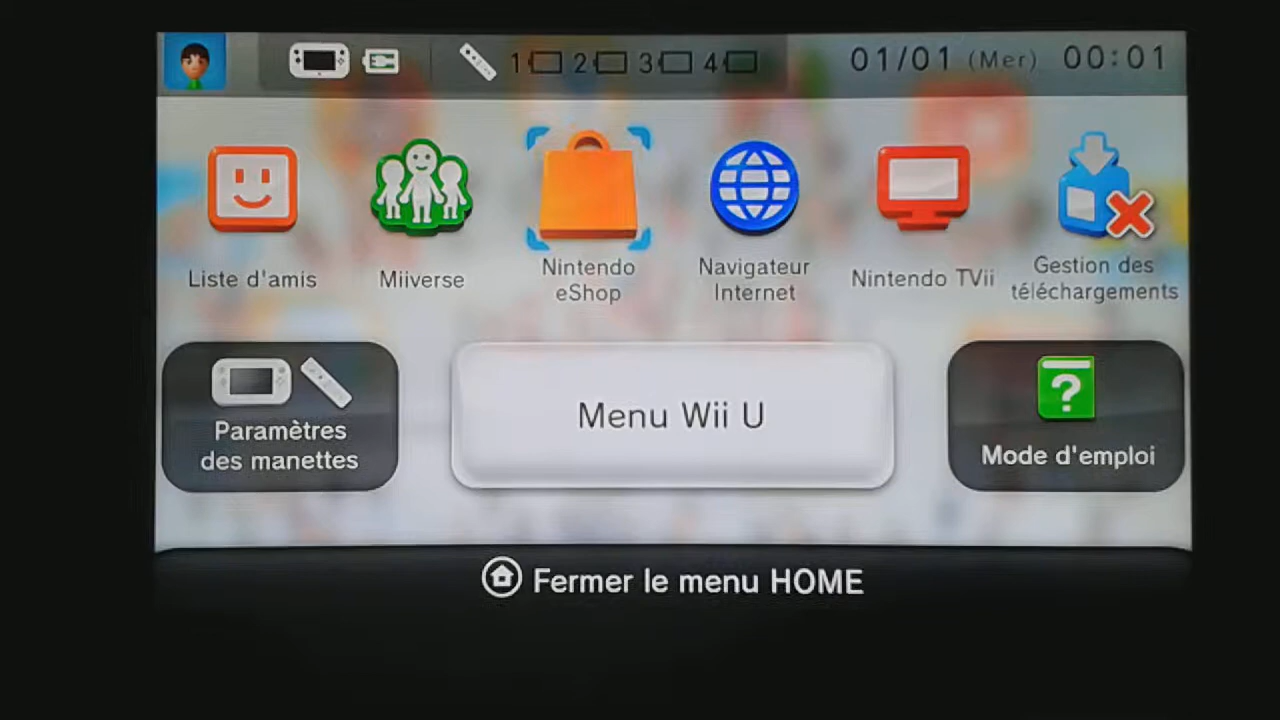 1 2 3 4 01/01 (Mer) 00:01
Liste d'amis
Miiverse
Nintendo
eShop
Navigateur
Internet
Nintendo TVii
Gestion des
téléchargements
Paramètres
des manettes
Menu Wii U
?
Mode d'emploi
Fermer le menu HOME